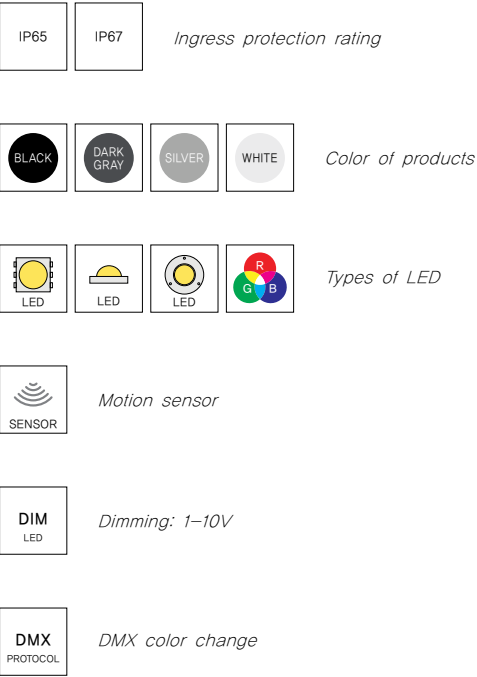 IP65 IP67 Ingress protection rating
BLACK DARK GRAY SILVER WHITE Color of products
R
G B
LED LED LED Types of LED
SENSOR Motion sensor
DIM
LED
Dimming: 1-10V
DMX
PROTOCOL
DMX color change